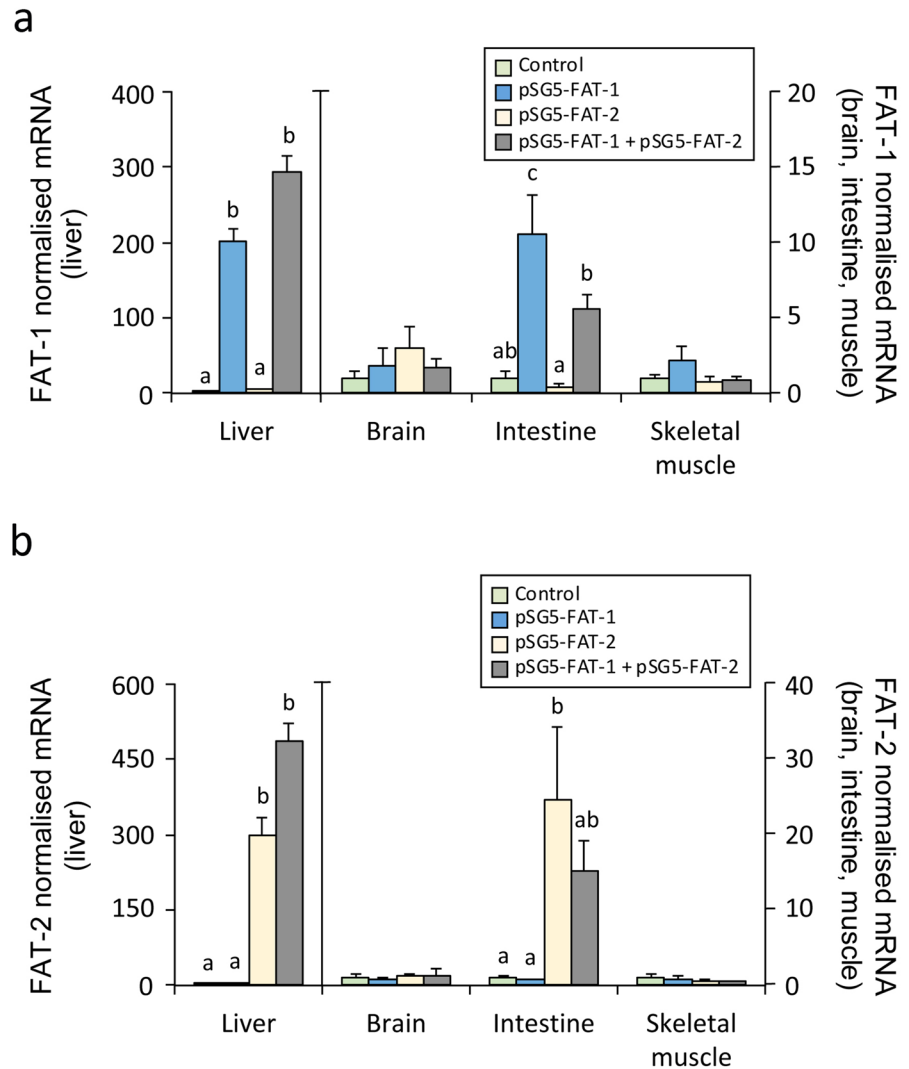 a
Control
pSG5-FAT-1
pSG5-FAT-2
pSG5-FAT-1 + pSG5-FAT-2
FAT-1 normalised mRNA
(liver)
400
300
200
100
0
a
b
a
b
ab
c
a
b
20
15
10
5
0
FAT-1 normalised mRNA
(brain, intestine, muscle)
Liver
Brain
Intestine
Skeletal
muscle
b
Control
pSG5-FAT-1
pSG5-FAT-2
pSG5-FAT-1 + pSG5-FAT-2
FAT-2 normalised mRNA
(liver)
600
450
300
150
0
a
a
b
b
a
a
b
ab
40
30
20
10
0
FAT-2 normalised mRNA
(brain, intestine, muscle)
Liver
Brain
Intestine
Skeletal
muscle